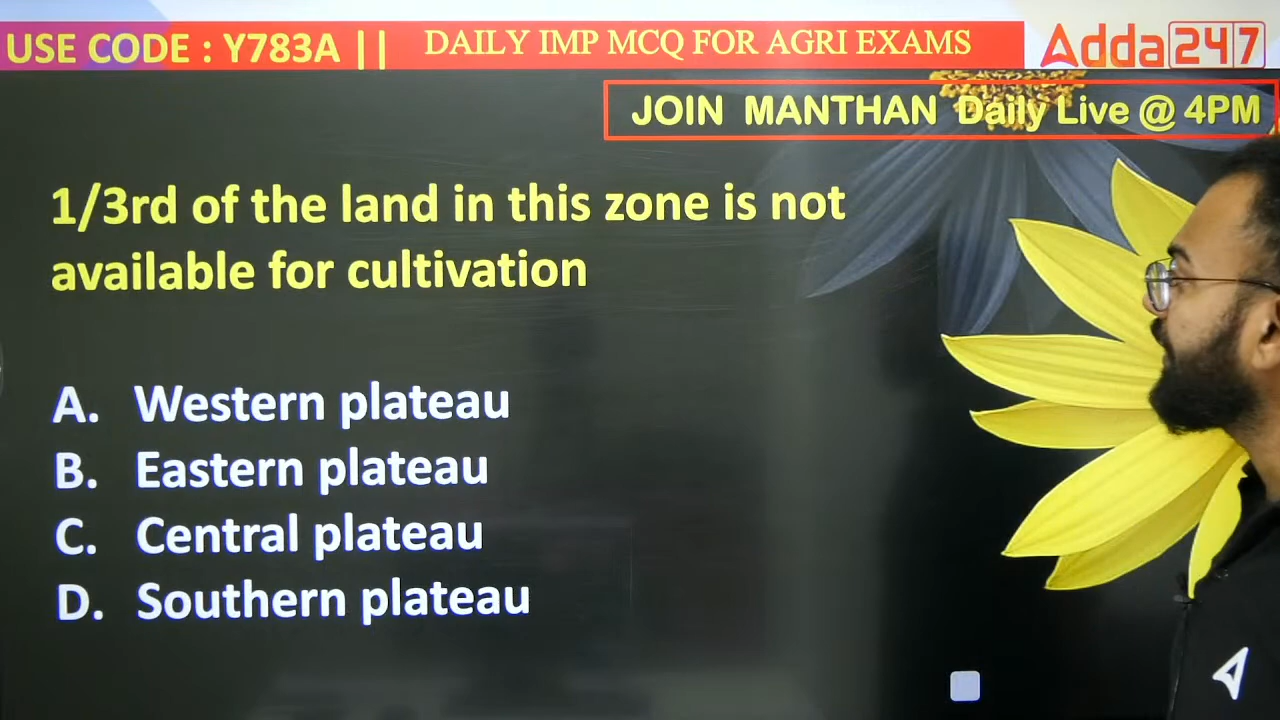 USE CODE : Y783A || DAILY IMP MCQ FOR AGRI EXAMS Adda247
JOIN MANTHAN Daily Live @ 4PM
1/3rd of the land in this zone is not
available for cultivation
A. Western plateau
B. Eastern plateau
C. Central plateau
D. Southern plateau